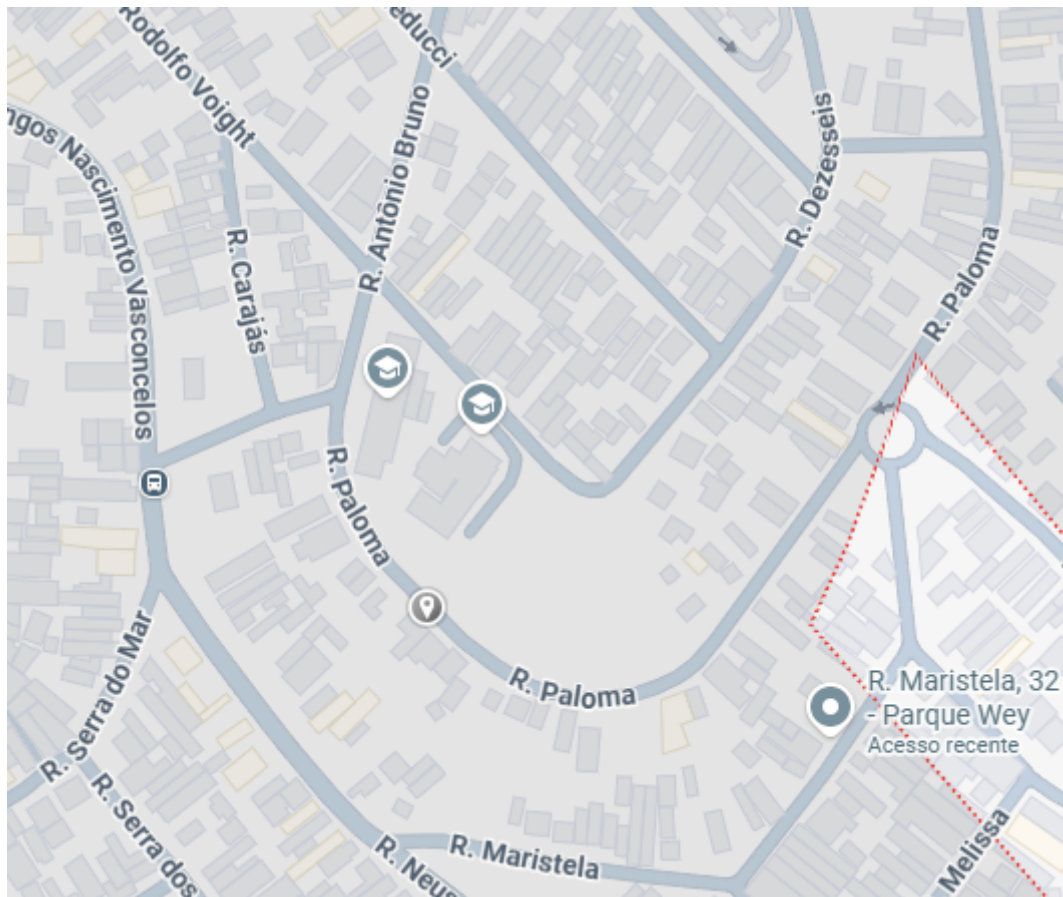 Rodolfo Voight
aducci
R. Antônio Bruno
R. Dezesseis
ngos Nascimento Vasconcelos
R. Carajás
R. Paloma
R. Paloma
R. Paloma
R. Maristela, 32
- Parque Wey
Acesso recente
R. Serra do Mar
R. Serra dos
R. Neus
R. Maristela
Melissa